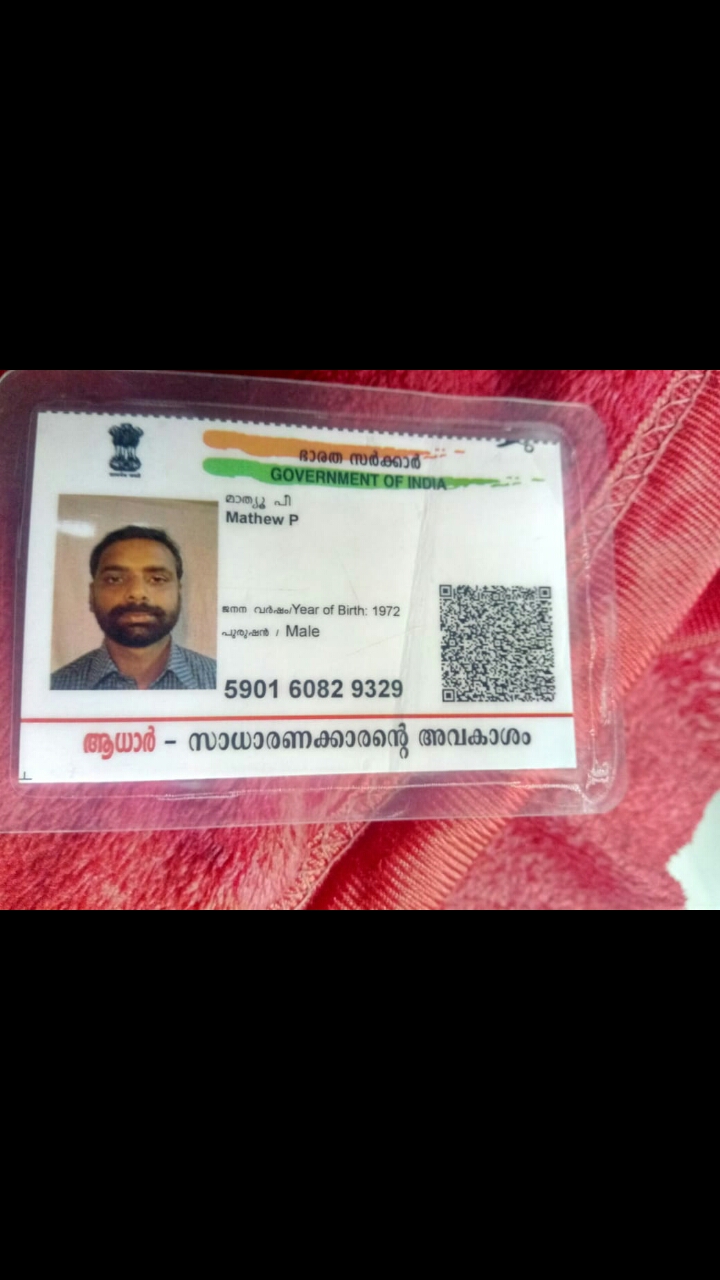 ഭാരത സർക്കാർ
GOVERNMENT OF INDIA
മാത്യൂ പി
Mathew P
ജനന വർഷം/Year of Birth: 1972
പുരുഷൻ / Male
5901 6082 9329
ആധാർ – സാധാരണക്കാരന്റെ അവകാശം